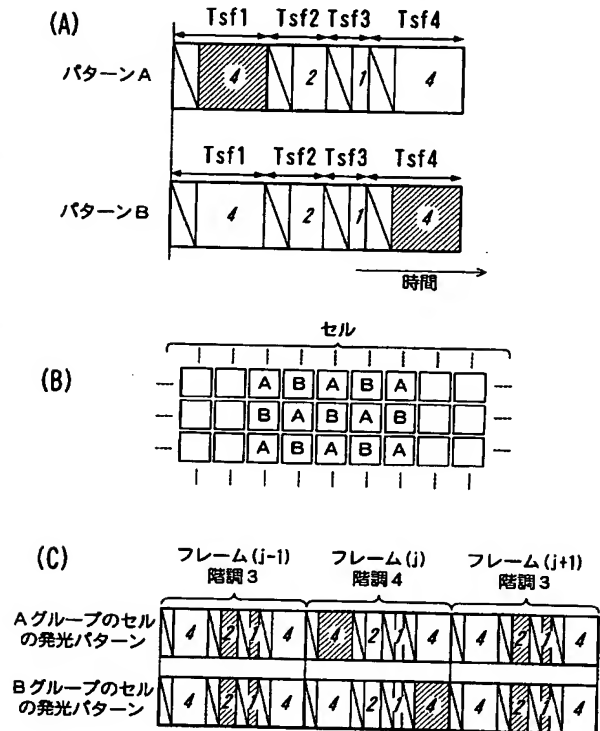 (A)
Tsf1 Tsf2 Tsf3 Tsf4
パターンA 4 2 1 4
Tsf1 Tsf2 Tsf3 Tsf4
パターンB 4 2 1 4
時間
セル
(B)
A B A B A
B A B A B
A B A B A
(C)
フレーム(j-1) フレーム(j) フレーム(j+1)
階調3 階調4 階調3
Aグループのセル
の発光パターン
4 2 1 4 4 2 1 4 4 2 1 4
Bグループのセル
の発光パターン
4 2 1 4 4 2 1 4 4 2 1 4